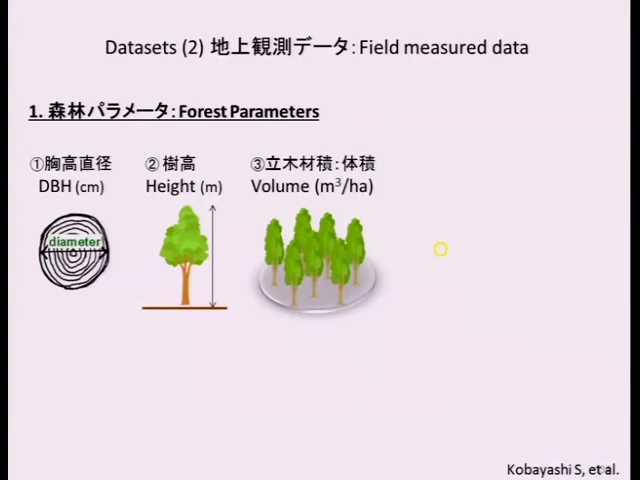 Datasets (2) 地上観測データ: Field measured data
1. 森林パラメータ: Forest Parameters
①胸高直径
DBH (cm)
② 樹高
Height (m)
③立木材積: 体積
Volume (m³/ha)
diameter
Kobayashi S, et al.